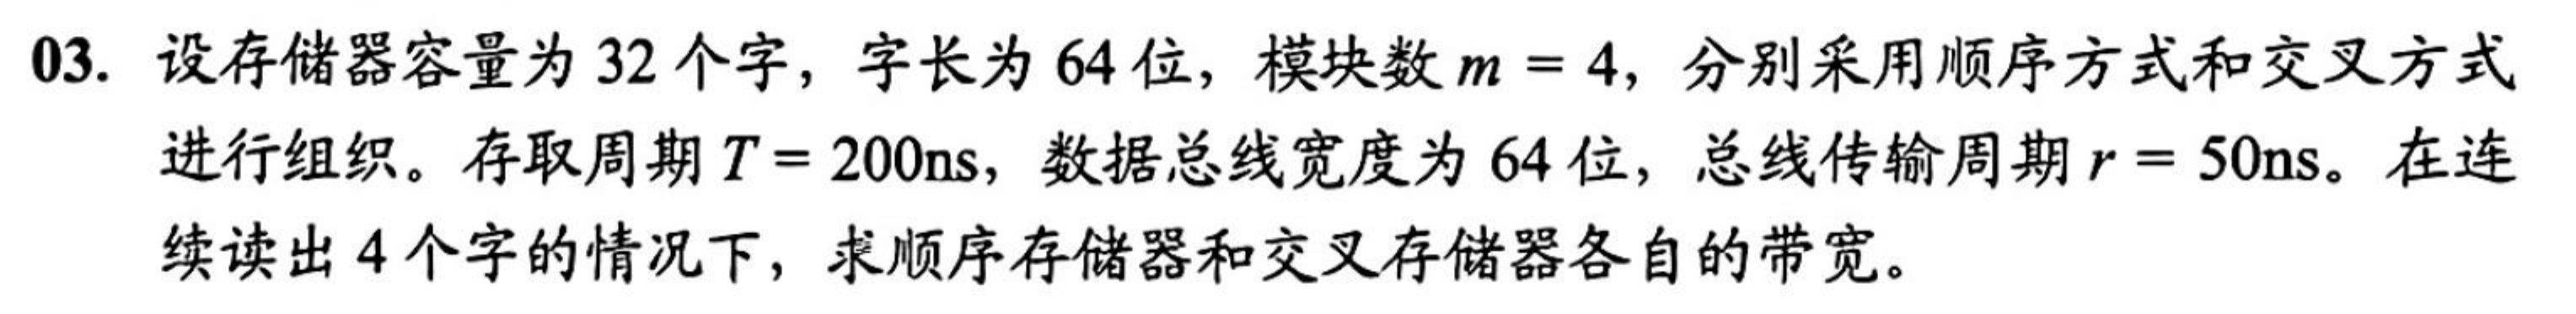 03. 设存储器容量为 32 个字，字长为 64 位，模块数 m = 4，分别采用顺序方式和交叉方式
进行组织。存取周期 T = 200ns，数据总线宽度为 64 位，总线传输周期 r = 50ns。在连
续读出 4 个字的情况下，求顺序存储器和交叉存储器各自的带宽。